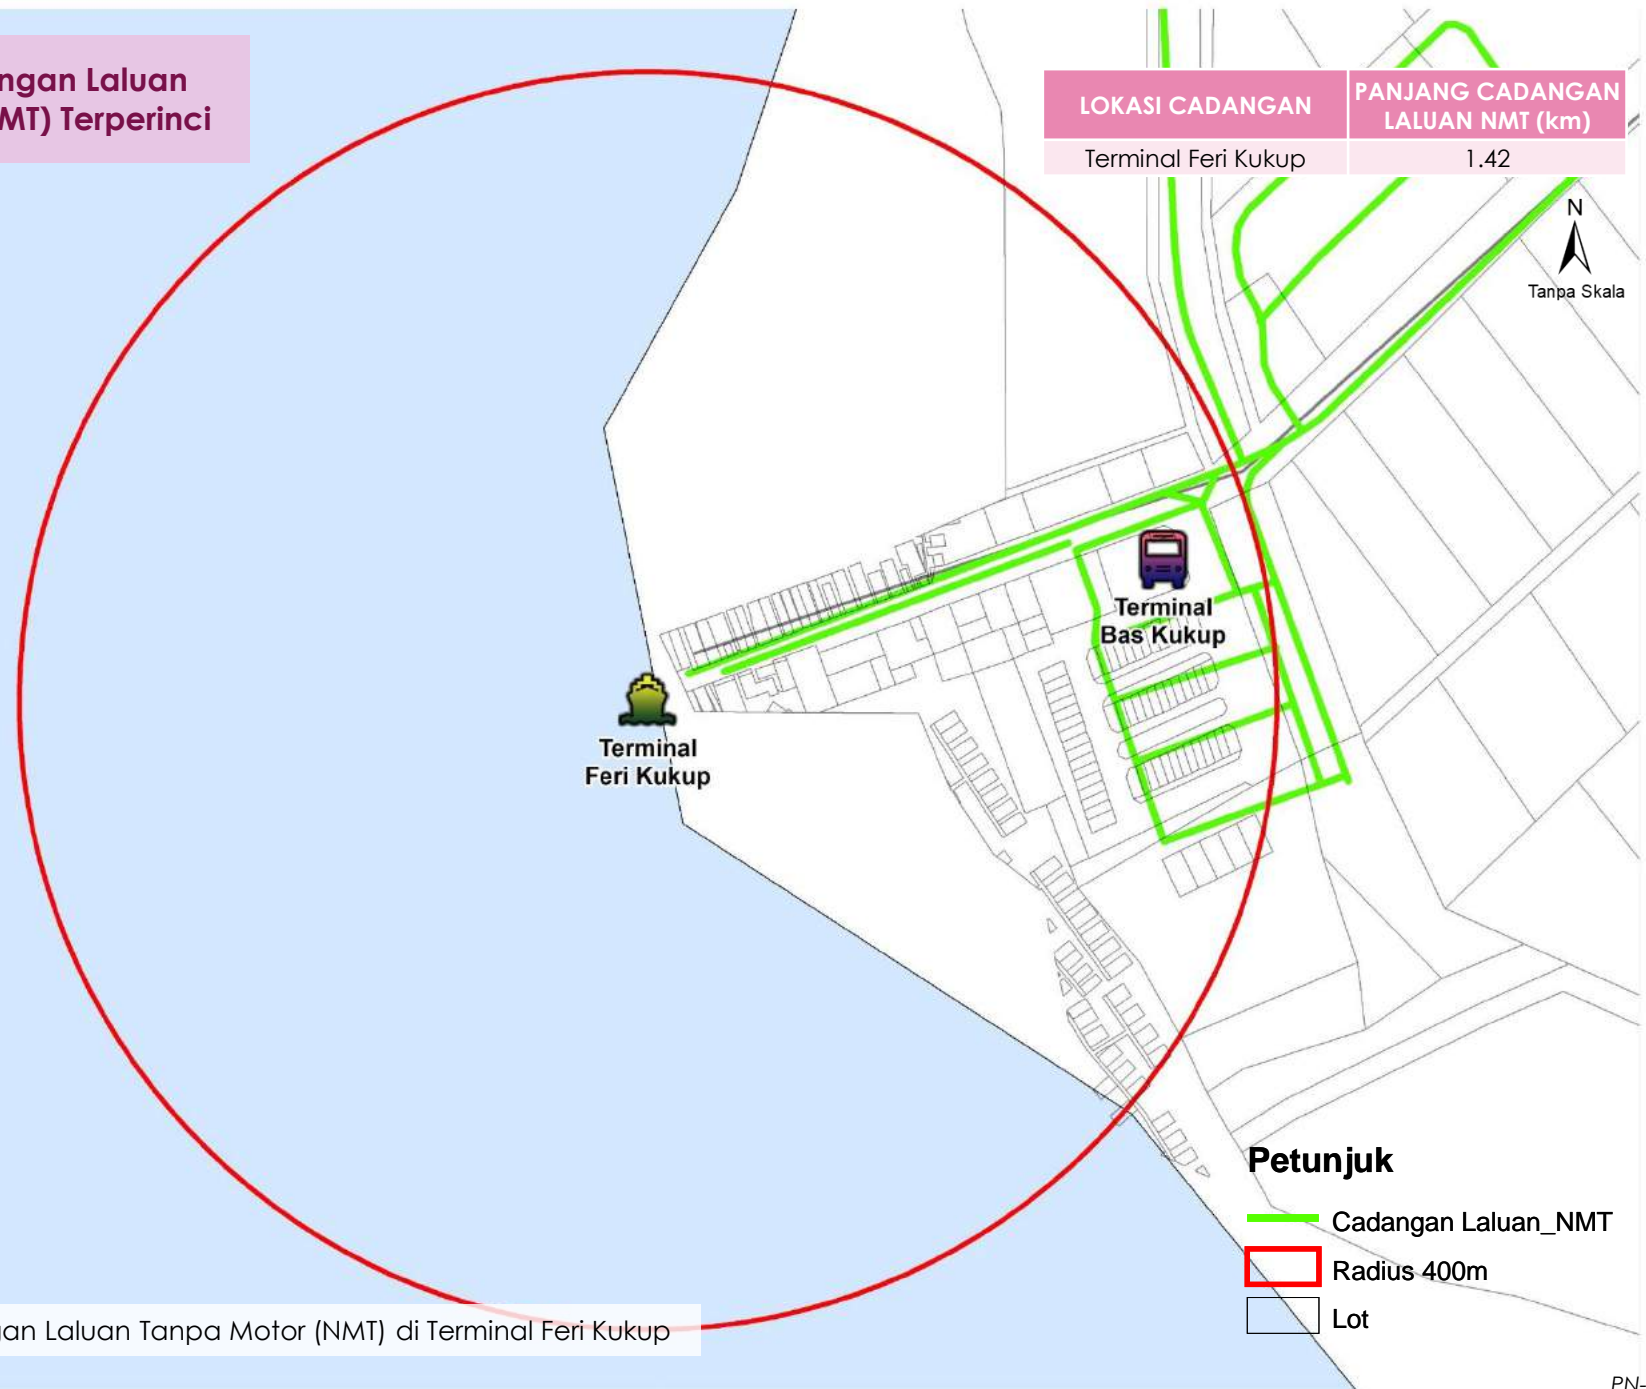 ngan Laluan
MT) Terperinci
LOKASI CADANGAN
PANJANG CADANGAN
LALUAN NMT (km)
Terminal Feri Kukup
1.42
N
Tanpa Skala
Terminal
Bas Kukup
Terminal
Feri Kukup
Petunjuk
Cadangan Laluan_NMT
Radius 400m
Lot
gan Laluan Tanpa Motor (NMT) di Terminal Feri Kukup
PN-